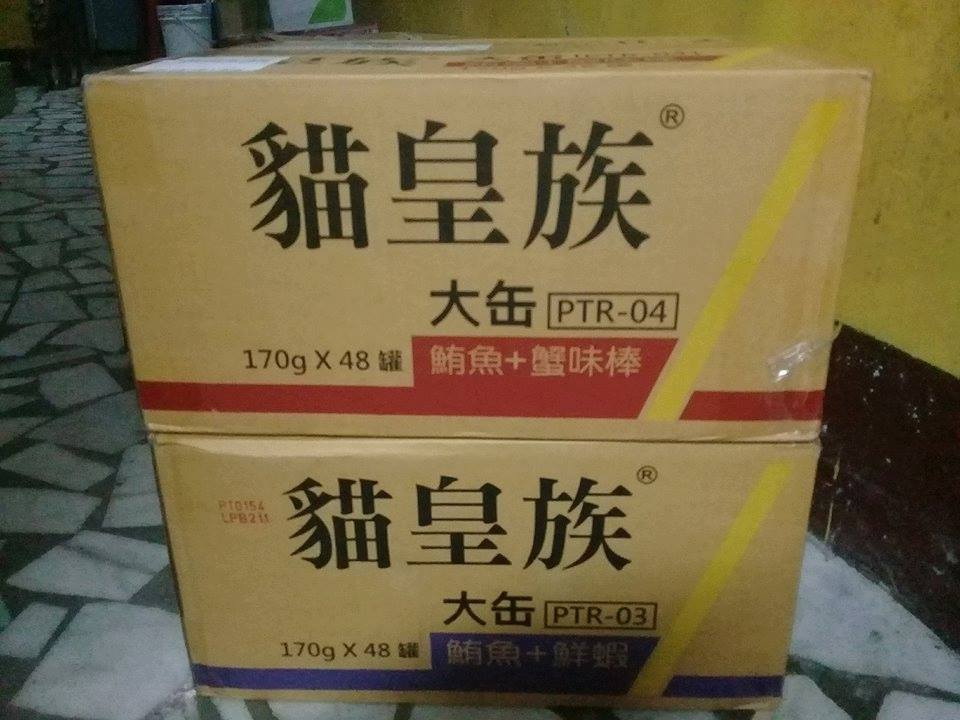 貓皇族®
大缶 PTR-04
170g X 48 罐 鮪魚+蟹味棒
PT0154
LPB211
貓皇族®
大缶 PTR-03
170g X 48 罐 鮪魚+鮮蝦